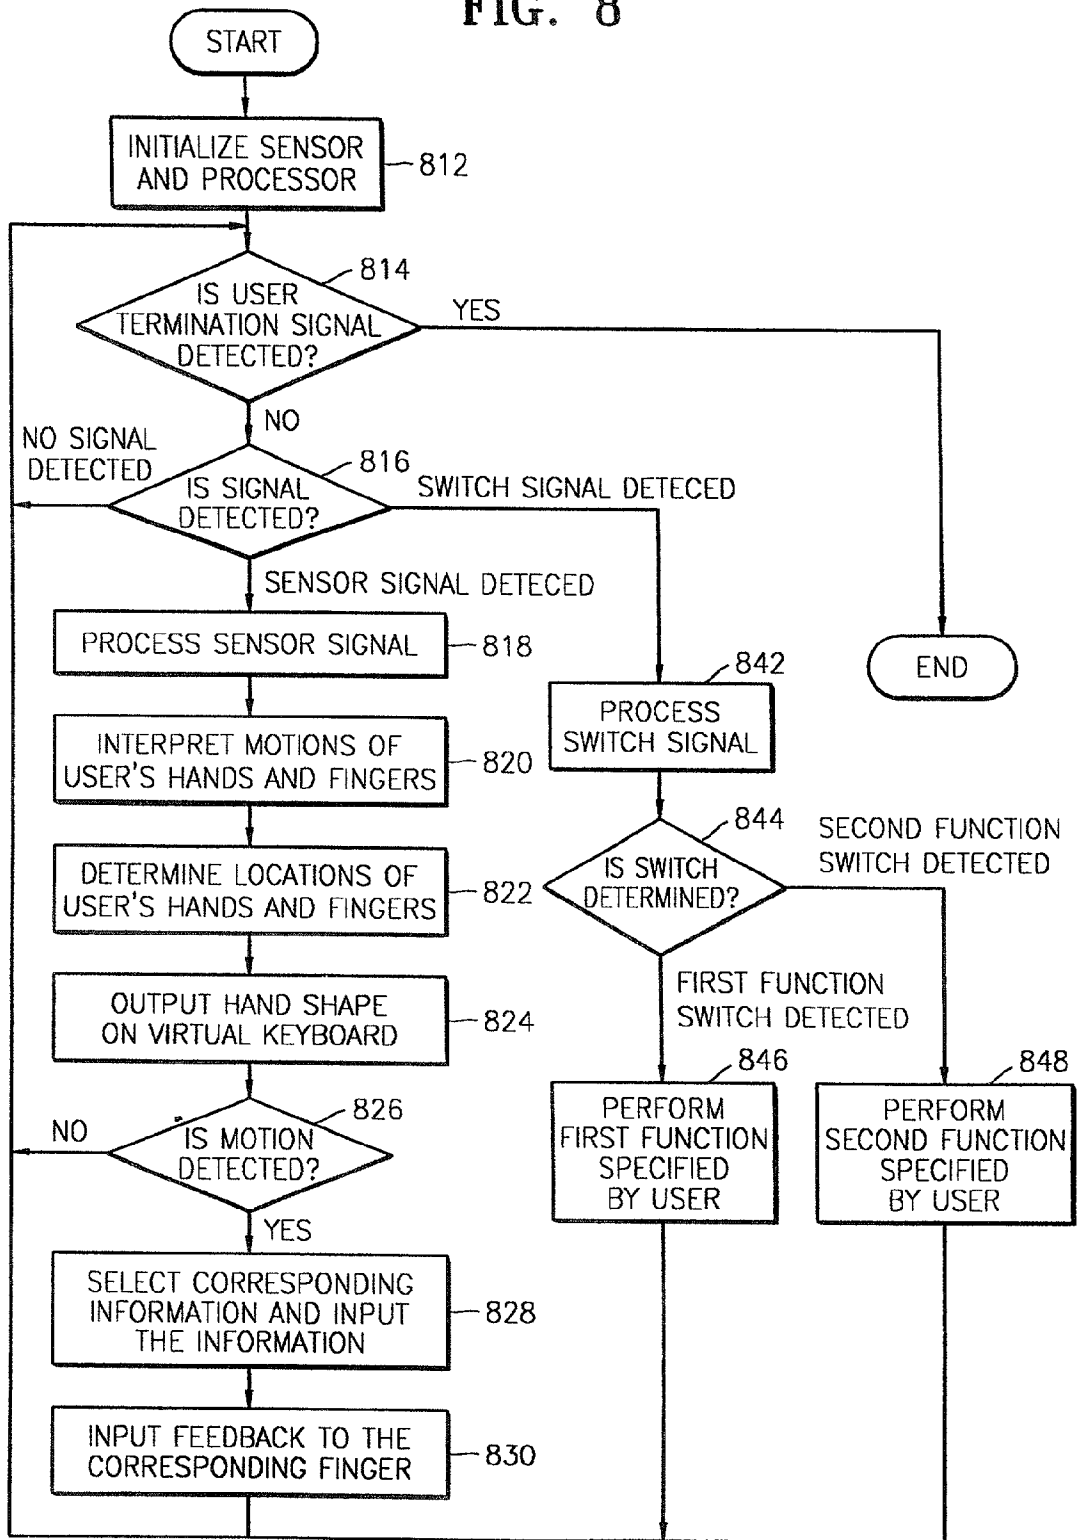 FIG. 8
START
INITIALIZE SENSOR
AND PROCESSOR
812
814
IS USER
TERMINATION SIGNAL
DETECTED?
YES
NO
NO SIGNAL
DETECTED
816
IS SIGNAL
DETECTED?
SWITCH SIGNAL DETECED
SENSOR SIGNAL DETECED
PROCESS SENSOR SIGNAL
818
END
842
PROCESS
SWITCH SIGNAL
INTERPRET MOTIONS OF
USER'S HANDS AND FINGERS
820
844
IS SWITCH
DETERMINED?
SECOND FUNCTION
SWITCH DETECTED
DETERMINE LOCATIONS OF
USER'S HANDS AND FINGERS
822
FIRST FUNCTION
SWITCH DETECTED
OUTPUT HAND SHAPE
ON VIRTUAL KEYBOARD
824
846
PERFORM
FIRST FUNCTION
SPECIFIED
BY USER
848
PERFORM
SECOND FUNCTION
SPECIFIED
BY USER
826
IS MOTION
DETECTED?
NO
YES
SELECT CORRESPONDING
INFORMATION AND INPUT
THE INFORMATION
828
INPUT FEEDBACK TO THE
CORRESPONDING FINGER
830